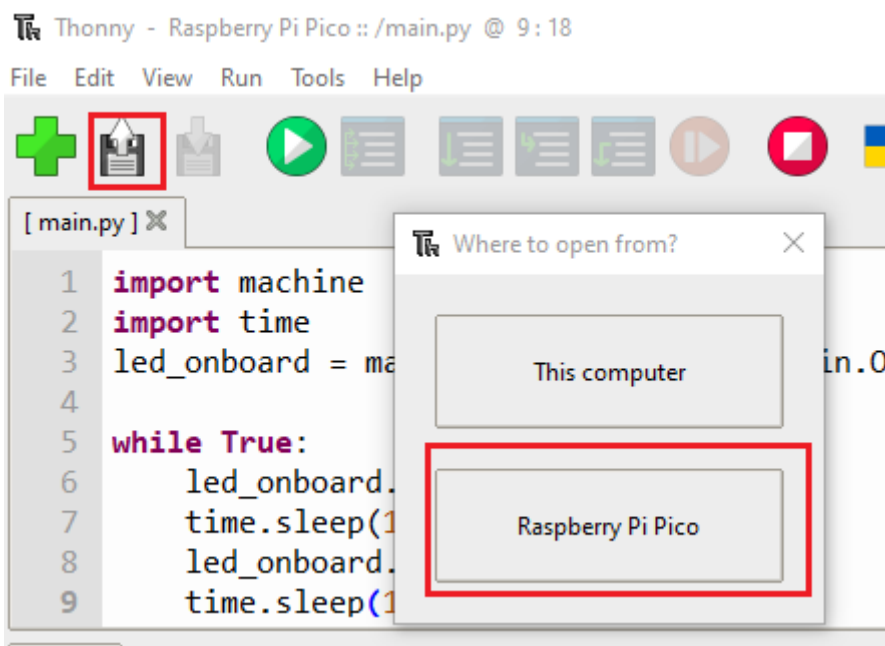 Thonny - Raspberry Pi Pico :: /main.py @ 9 : 18
File Edit View Run Tools Help
[ main.py ]
Where to open from?
This computer
Raspberry Pi Pico
1 import machine
2 import time
3 led_onboard = ma in.O
4
5 while True:
6 led_onboard.
7 time.sleep(1
8 led_onboard.
9 time.sleep(1